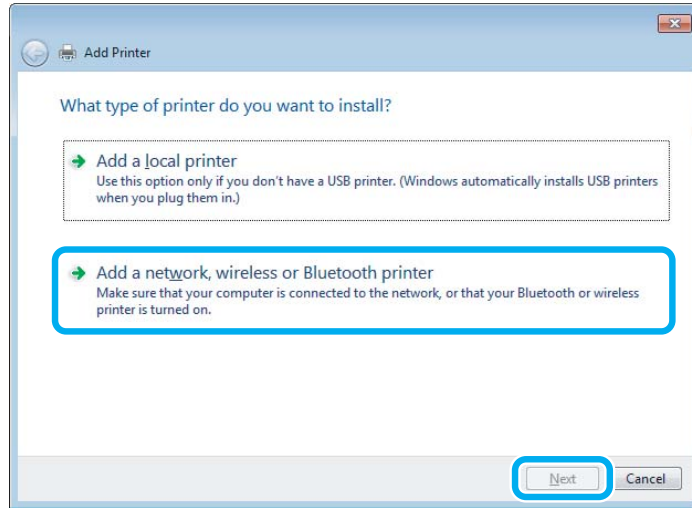 Add Printer
What type of printer do you want to install?
Add a local printer
Use this option only if you don't have a USB printer. (Windows automatically installs USB printers
when you plug them in.)
Add a network, wireless or Bluetooth printer
Make sure that your computer is connected to the network, or that your Bluetooth or wireless
printer is turned on.
Next Cancel